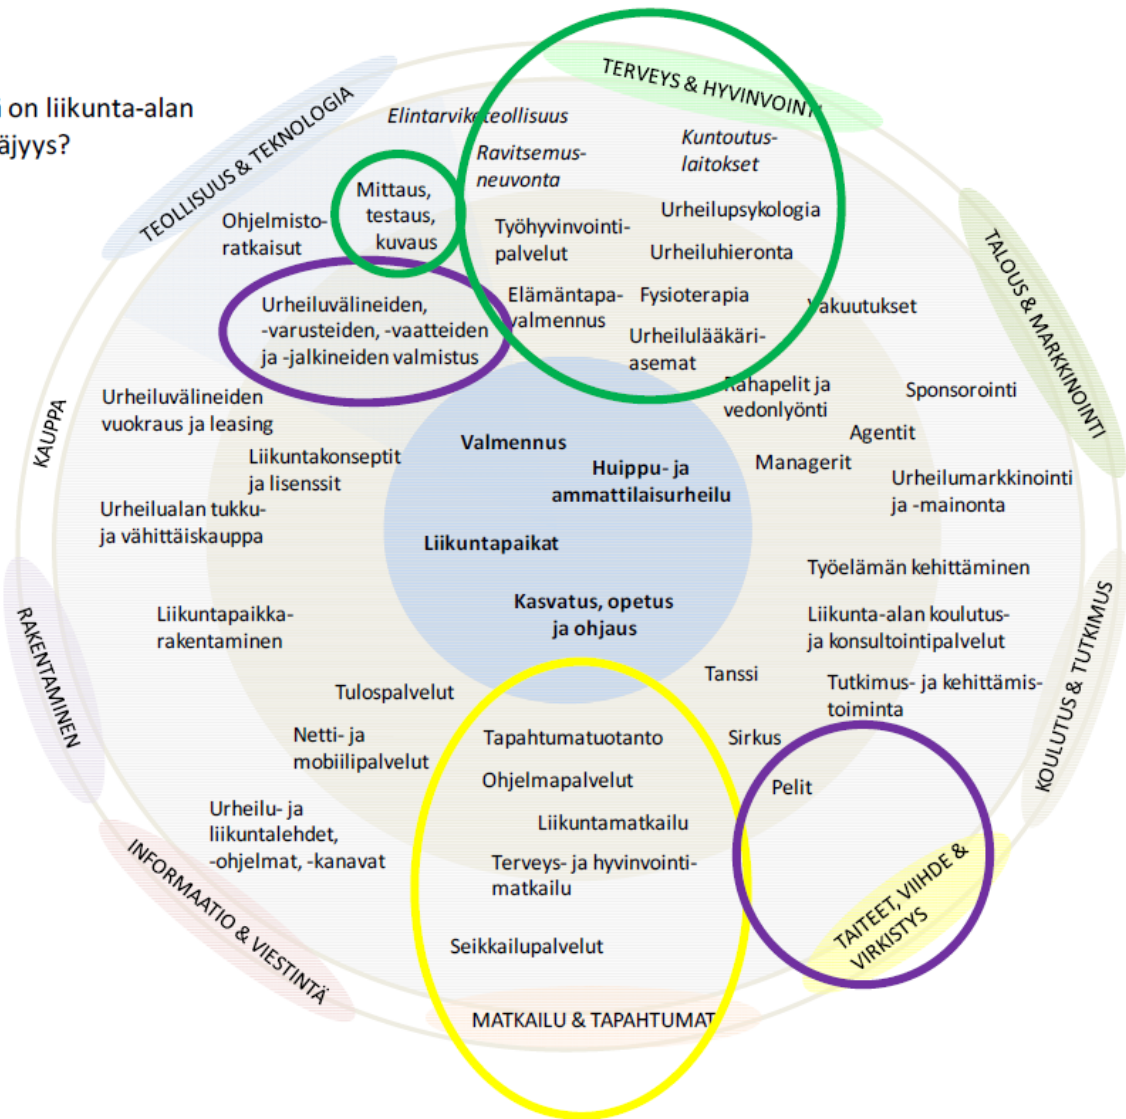 on liikunta-alan
TERVEYS & HYVINVOINTI
TEOLLISUUS & TEKNOLOGIA
Elintarviketeollisuus
Kuntoutus-
laitokset
Ravitsemus-
neuvonta
Mittaus,
testaus,
kuvaus
Ohjelmisto-
ratkaisut
Urheilupsykologia
Työhyvinvointi-
palvelut
Urheiluhieronta
Urheiluvälineiden,
-varusteiden, -vaatteiden
ja -jalkineiden valmistus
Elämäntapa-
valmennus
Fysioterapia
Urheilulääkäri-
asemat
Vakuutukset
TALOUS & MARKKINOINTI
Rahapelit ja
vedonlyönti
Sponsorointi
Agentit
Managerit
Urheilumarkkinointi
ja -mainonta
KAUPPA
Urheiluvälineiden
vuokraus ja leasing
Liikuntakonseptit
ja lisenssit
Urheilualan tukku-
ja vähittäiskauppa
Valmennus
Huippu- ja
ammattilaisurheilu
Liikuntapaikat
Kasvatus, opetus
ja ohjaus
Työelämän kehittäminen
Liikunta-alan koulutus-
ja konsultointipalvelut
Tutkimus- ja kehittämis-
toiminta
KOULUTUS & TUTKIMUS
RAKENTAMINEN
Liikuntapaikka-
rakentaminen
Tulospalvelut
Netti- ja
mobiilipalvelut
Urheilu- ja
liikuntalehdet,
-ohjelmat, -kanavat
INFORMAATIO & VIESTINTÄ
Tanssi
Sirkus
Pelit
Tapahtumatuotanto
Ohjelmapalvelut
Liikuntamatkailu
Terveys- ja hyvinvointi-
matkailu
Seikkailupalvelut
TAITEET, VIIHDE &
VIRKISTYS
MATKAILU & TAPAHTUMAT